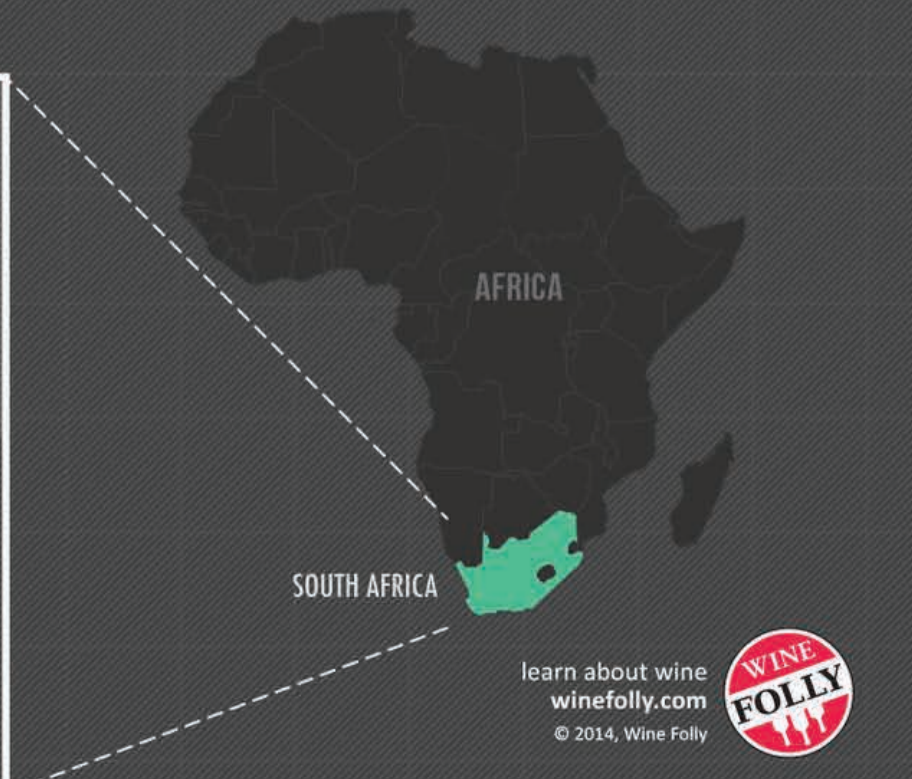 AFRICA
SOUTH AFRICA
learn about wine
winefolly.com
© 2014, Wine Folly
WINE
FOLLY